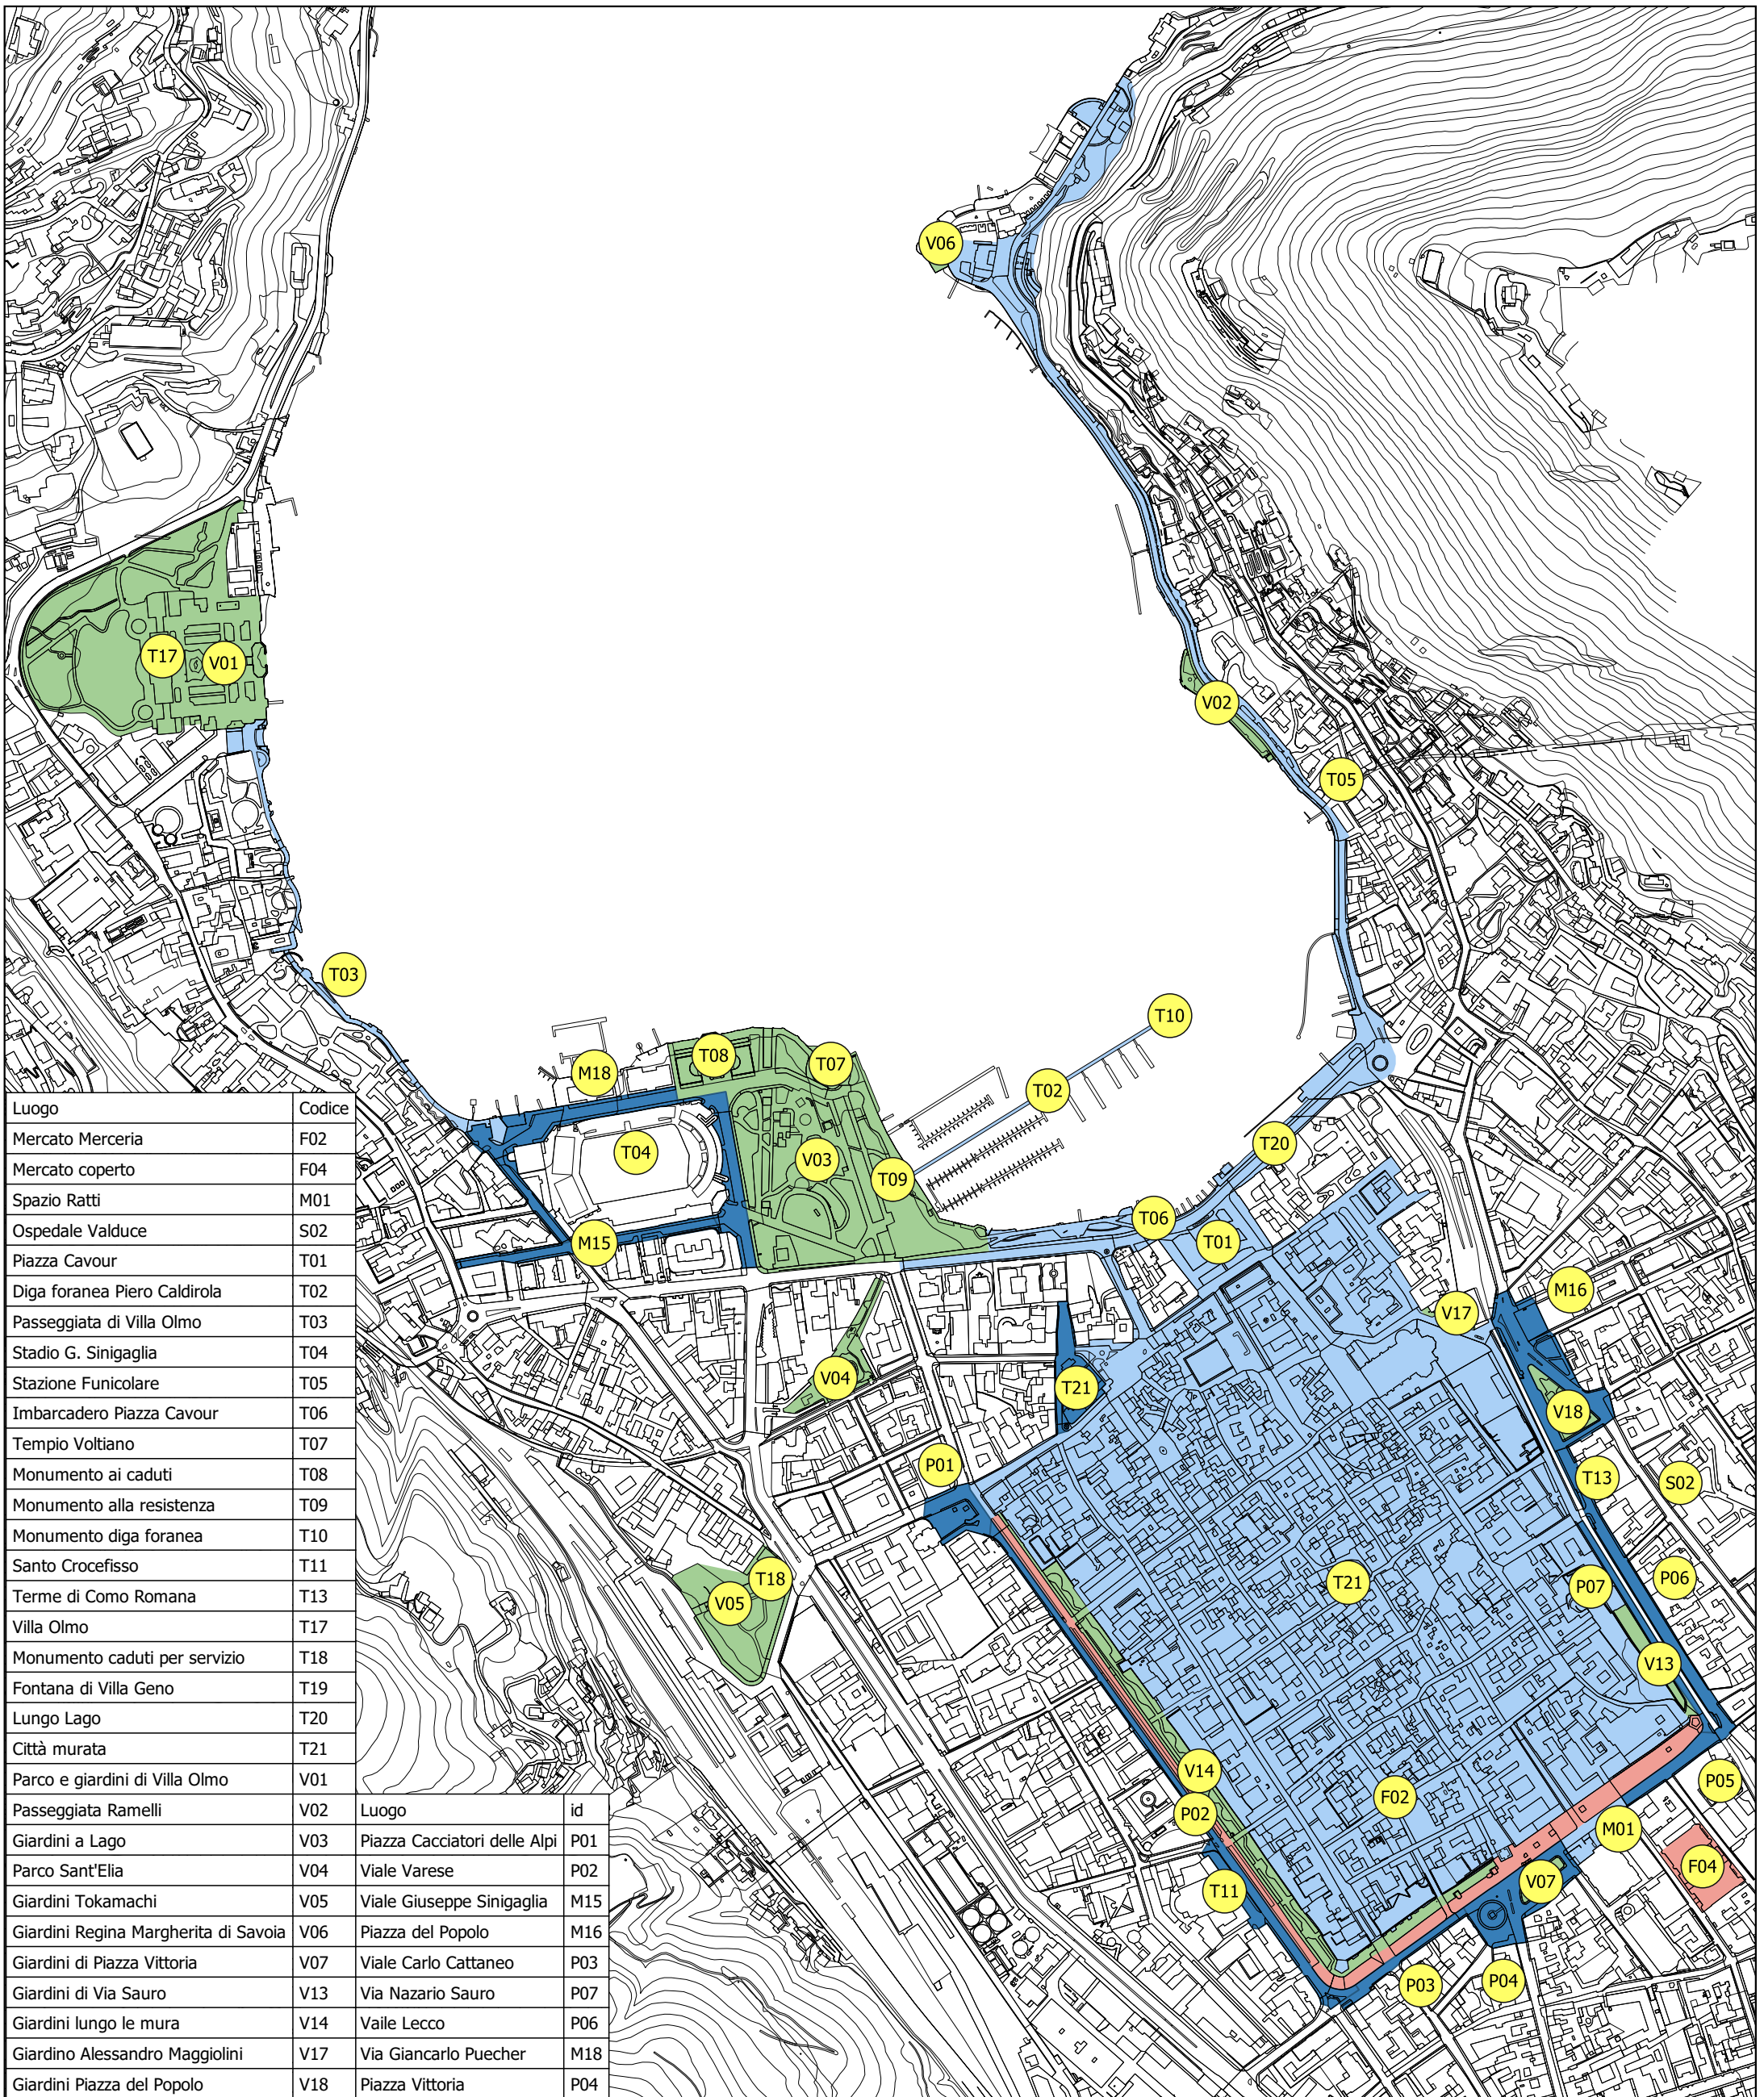 V06
T17
V01
V02
T05
T03
T10
T08
T07
M18
T02
T04
V03
T20
T09
T06
T01
M15
M16
V17
V04
T21
V18
P01
T13
S02
T18
V05
T21
P07
P06
V13
V14
P02
F02
P05
M01
F04
T11
V07
P03
P04
Luogo Codice
Mercato Merceria F02
Mercato coperto F04
Spazio Ratti M01
Ospedale Valduce S02
Piazza Cavour T01
Diga foranea Piero Caldirola T02
Passeggiata di Villa Olmo T03
Stadio G. Sinigaglia T04
Stazione Funicolare T05
Imbarcadero Piazza Cavour T06
Tempio Voltiano T07
Monumento ai caduti T08
Monumento alla resistenza T09
Monumento diga foranea T10
Santo Crocefisso T11
Terme di Como Romana T13
Villa Olmo T17
Monumento caduti per servizio T18
Fontana di Villa Geno T19
Lungo Lago T20
Città murata T21
Parco e giardini di Villa Olmo V01
Passeggiata Ramelli V02 Luogo id
Giardini a Lago V03 Piazza Cacciatori delle Alpi P01
Parco Sant'Elia V04 Viale Varese P02
Giardini Tokamachi V05 Viale Giuseppe Sinigaglia M15
Giardini Regina Margherita di Savoia V06 Piazza del Popolo M16
Giardini di Piazza Vittoria V07 Viale Carlo Cattaneo P03
Giardini di Via Sauro V13 Via Nazario Sauro P07
Giardini lungo le mura V14 Vaile Lecco P06
Giardino Alessandro Maggiolini V17 Via Giancarlo Puecher M18
Giardini Piazza del Popolo V18 Piazza Vittoria P04